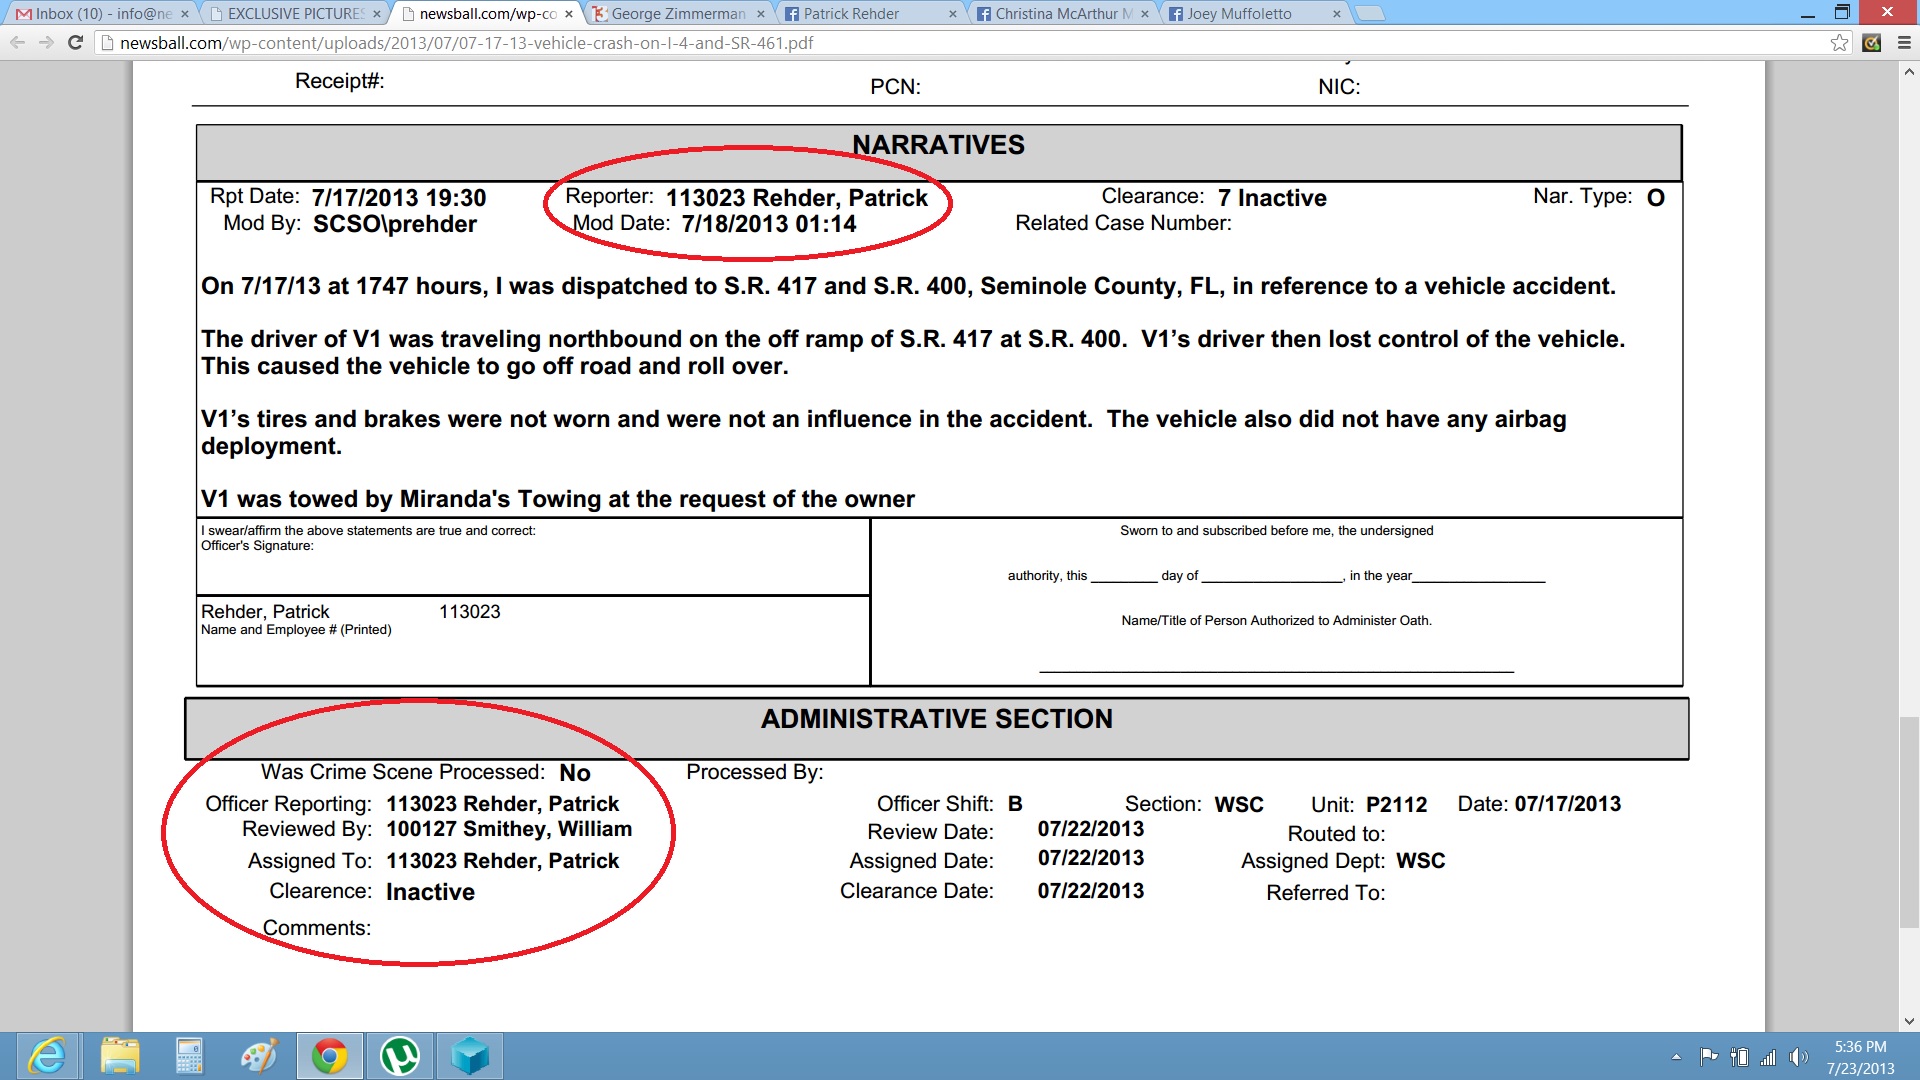 Inbox (10) - info@ne
EXCLUSIVE PICTURES
newsball.com/wp-co
George Zimmerman
Patrick Rehder
Christina McArthur M
Joey Muffoletto
newsball.com/wp-content/uploads/2013/07/07-17-13-vehicle-crash-on-I-4-and-SR-461.pdf
Receipt#: PCN: NIC:
NARRATIVES
Rpt Date: 7/17/2013 19:30 Reporter: 113023 Rehder, Patrick Clearance: 7 Inactive Nar. Type: O
Mod By: SCSO\prehder Mod Date: 7/18/2013 01:14 Related Case Number:
On 7/17/13 at 1747 hours, I was dispatched to S.R. 417 and S.R. 400, Seminole County, FL, in reference to a vehicle accident.
The driver of V1 was traveling northbound on the off ramp of S.R. 417 at S.R. 400. V1's driver then lost control of the vehicle.
This caused the vehicle to go off road and roll over.
V1's tires and brakes were not worn and were not an influence in the accident. The vehicle also did not have any airbag
deployment.
V1 was towed by Miranda's Towing at the request of the owner
I swear/affirm the above statements are true and correct:
Officer's Signature:
Sworn to and subscribed before me, the undersigned
authority, this _________ day of ___________________, in the year__________________
Rehder, Patrick 113023
Name and Employee # (Printed)
Name/Title of Person Authorized to Administer Oath.
ADMINISTRATIVE SECTION
Was Crime Scene Processed: No Processed By:
Officer Reporting: 113023 Rehder, Patrick Officer Shift: B Section: WSC Unit: P2112 Date: 07/17/2013
Reviewed By: 100127 Smithey, William Review Date: 07/22/2013 Routed to:
Assigned To: 113023 Rehder, Patrick Assigned Date: 07/22/2013 Assigned Dept: WSC
Clearence: Inactive Clearance Date: 07/22/2013 Referred To:
Comments:
5:36 PM
7/23/2013